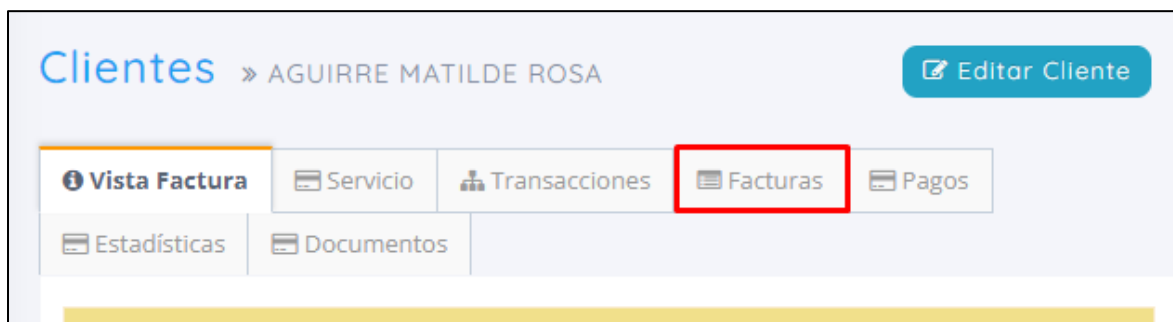 Clientes » AGUIRRE MATILDE ROSA Editar Cliente
Vista Factura Servicio Transacciones Facturas Pagos
Estadísticas Documentos